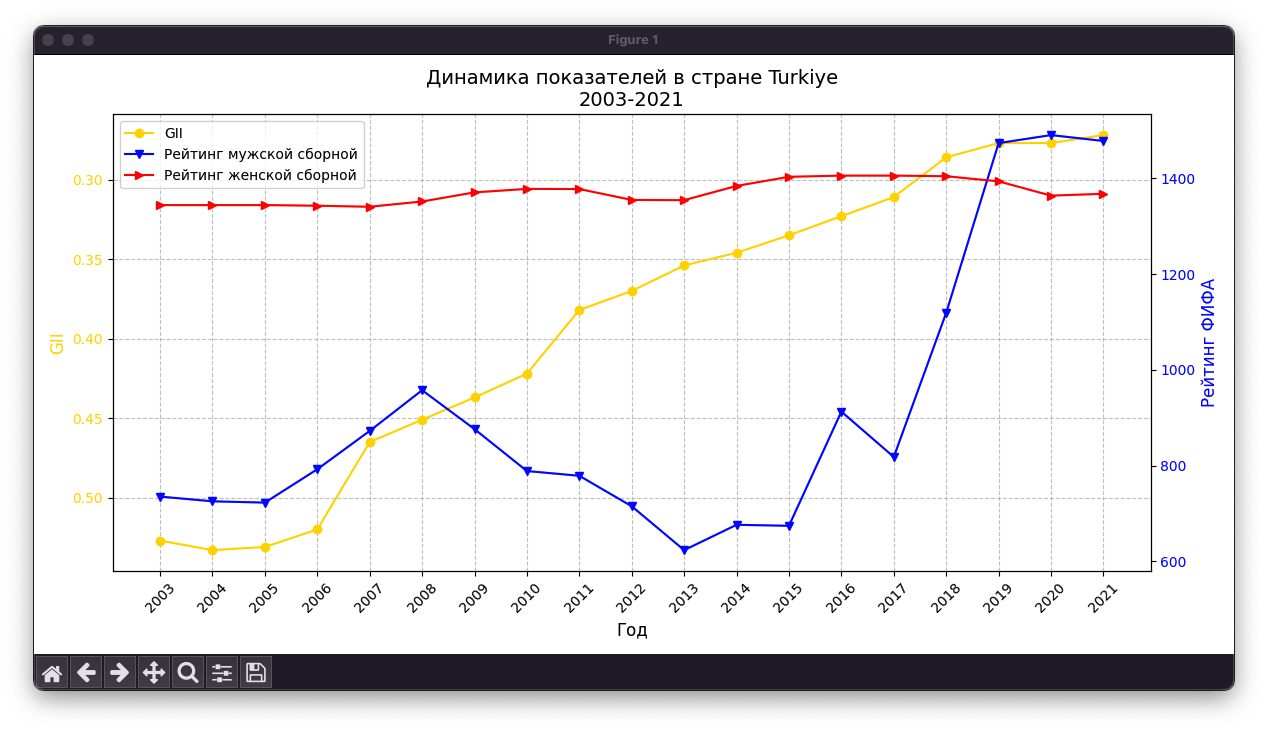 Figure 1
Динамика показателей в стране Turkiye
2003-2021
GII
Рейтинг мужской сборной
Рейтинг женской сборной
0.30
0.35
0.40
0.45
0.50
GII
1400
1200
1000
800
600
Рейтинг ФИФА
2003 2004 2005 2006 2007 2008 2009 2010 2011 2012 2013 2014 2015 2016 2017 2018 2019 2020 2021
Год